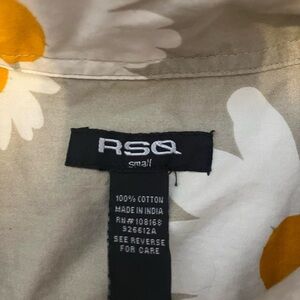 RSQ
small
100% COTTON
MADE IN INDIA
RN# 108168
926612A
SEE REVERSE
FOR CARE